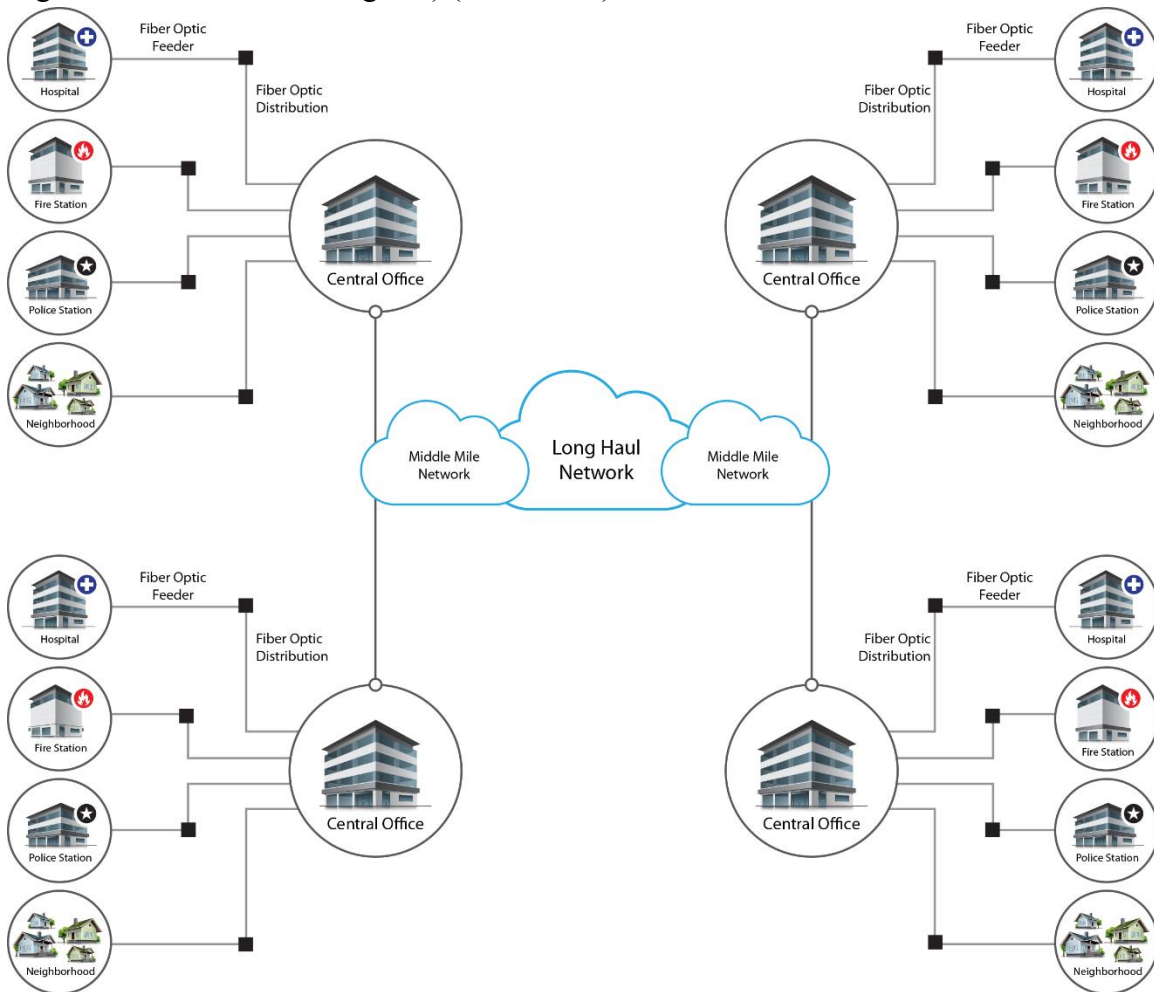 Fiber Optic
Feeder
Hospital
Fiber Optic
Distribution
Fire Station
Police Station
Neighborhood
Central Office
Fiber Optic
Feeder
Hospital
Fiber Optic
Distribution
Fire Station
Police Station
Neighborhood
Central Office
Middle Mile
Network
Long Haul
Network
Middle Mile
Network
Fiber Optic
Feeder
Hospital
Fiber Optic
Distribution
Fire Station
Police Station
Neighborhood
Central Office
Fiber Optic
Feeder
Hospital
Fiber Optic
Distribution
Fire Station
Police Station
Neighborhood
Central Office